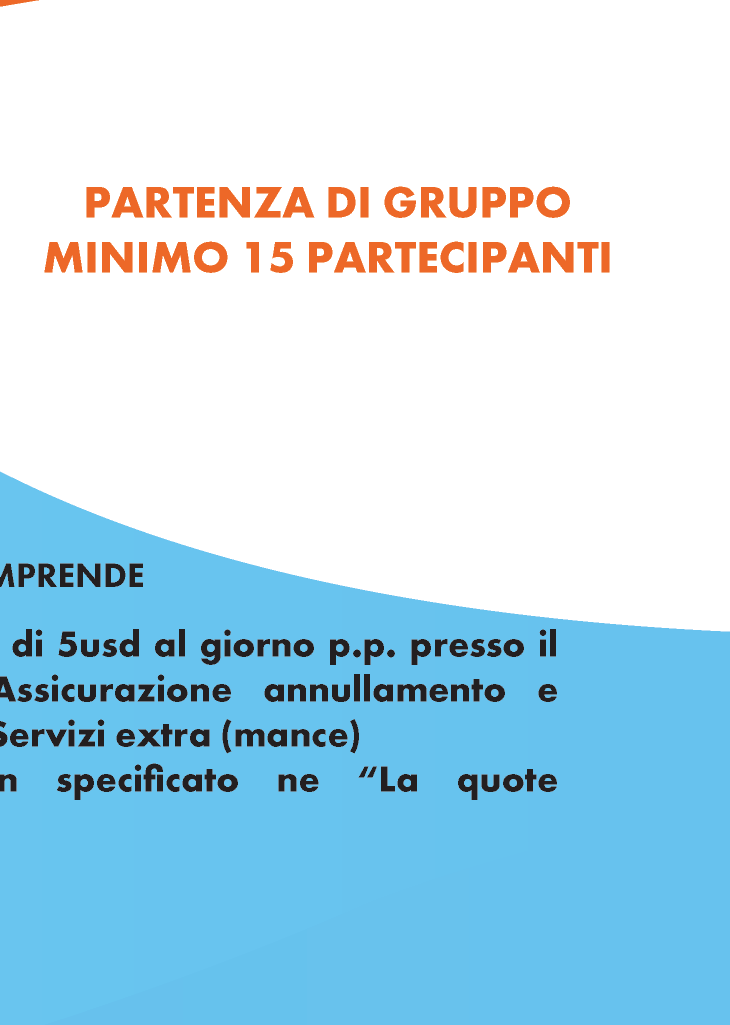 PARTENZA DI GRUPPO
MINIMO 15 PARTECIPANTI
MPRENDE
di 5usd al giorno p.p. presso il
Assicurazione annullamento e
Servizi extra (mance)
n specificato ne “La quote